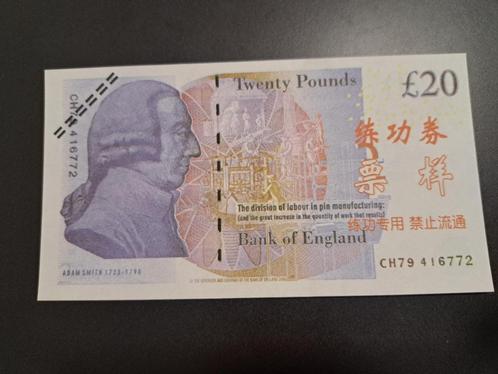 Twenty Pounds
£20
CH79 416772
练功券
票样
The division of labour in pin manufacturing:
(and the great increase in the quantity of work that results)
练功专用 禁止流通
Bank of England
CH79 416772
ADAM SMITH 1723-1790